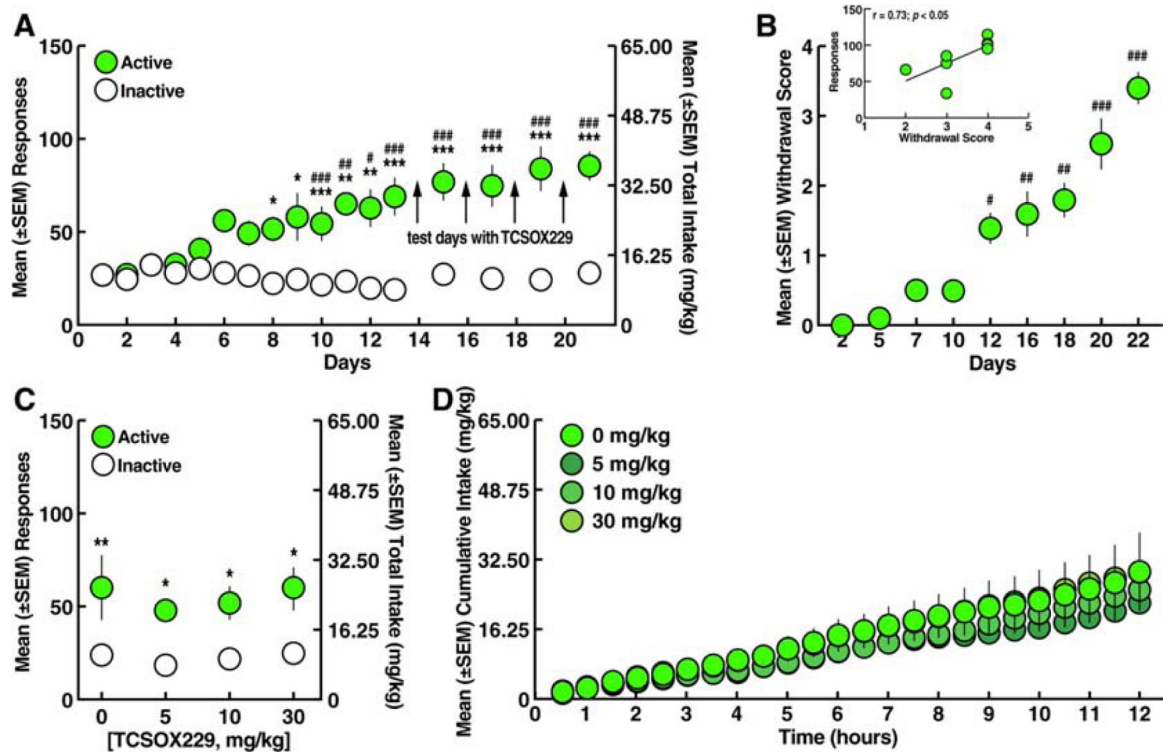 A
Mean (±SEM) Responses
150
100
50
0
Active
Inactive
* * ### *** ## ** # ** ### *** ### *** ### *** ### *** ### ***
test days with TCSOX229
0 2 4 6 8 10 12 14 16 18 20
Days
65.00
48.75
32.50
16.25
0
Mean (±SEM) Total Intake (mg/kg)
B
Mean (±SEM) Withdrawal Score
4
3
2
1
0
r = 0.73; p < 0.05
Responses
150
100
50
0
1 2 3 4 5
Withdrawal Score
# ## ## ### ###
2 5 7 10 12 16 18 20 22
Days
C
Mean (±SEM) Responses
150
100
50
0
Active
Inactive
** * * *
0 5 10 30
[TCSOX229, mg/kg]
65.00
48.75
32.50
16.25
0
Mean (±SEM) Total Intake (mg/kg)
D
Mean (±SEM) Cumulative Intake (mg/kg)
65.00
48.75
32.50
16.25
0
0 mg/kg
5 mg/kg
10 mg/kg
30 mg/kg
0 1 2 3 4 5 6 7 8 9 10 11 12
Time (hours)